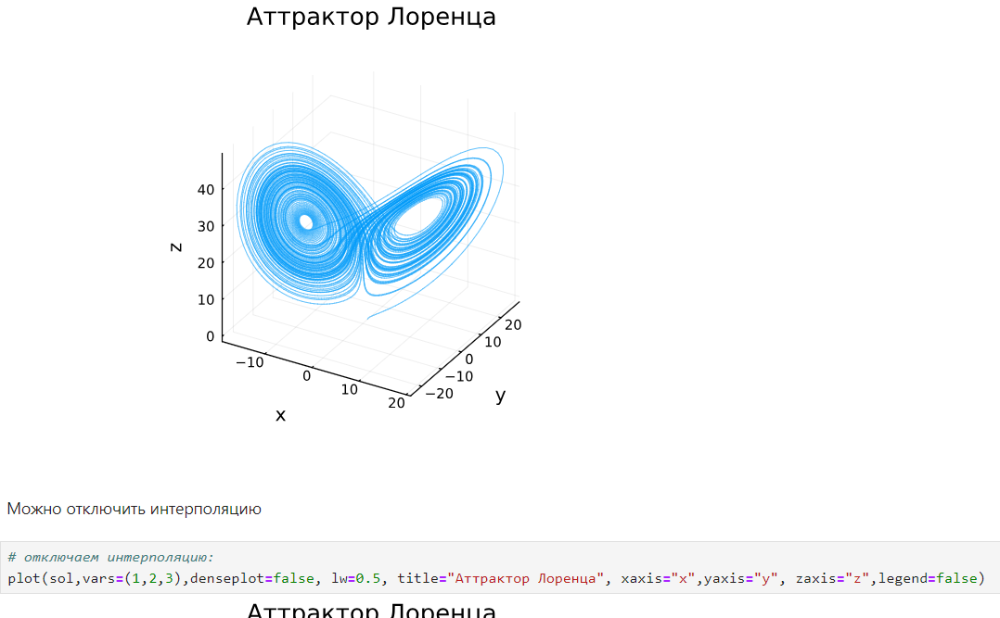 Аттрактор Лоренца
40
30
20
10
0
z
−10
0
10
20
x
−20
−10
0
10
20
y
Можно отключить интерполяцию
# отключаем интерполяцию:
plot(sol,vars=(1,2,3),denseplot=false, lw=0.5, title="Аттрактор Лоренца", xaxis="x",yaxis="y", zaxis="z",legend=false)
Аттрактор Лоренца